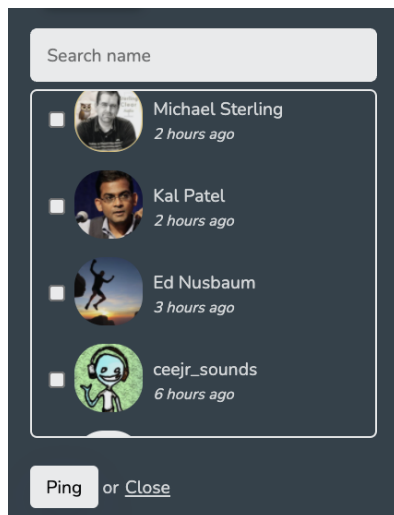 Search name
Michael Sterling
2 hours ago
Kal Patel
2 hours ago
Ed Nusbaum
3 hours ago
ceejr_sounds
6 hours ago
Ping or Close